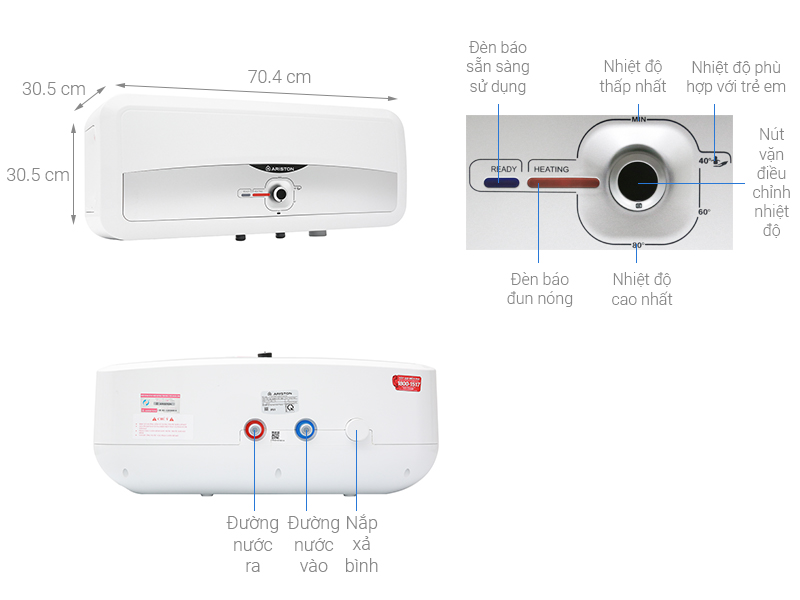 30.5 cm
70.4 cm
30.5 cm
ARISTON
Đèn báo
sẵn sàng
sử dụng
Nhiệt độ
thấp nhất
Nhiệt độ phù
hợp với trẻ em
MIN
40°
READY
HEATING
60°
80°
Nút
vặn
điều
chỉnh
nhiệt
độ
Đèn báo
đun nóng
Nhiệt độ
cao nhất
ARISTON
1800-1517
Đường
nước
ra
Đường
nước
vào
Nắp
xả
bình